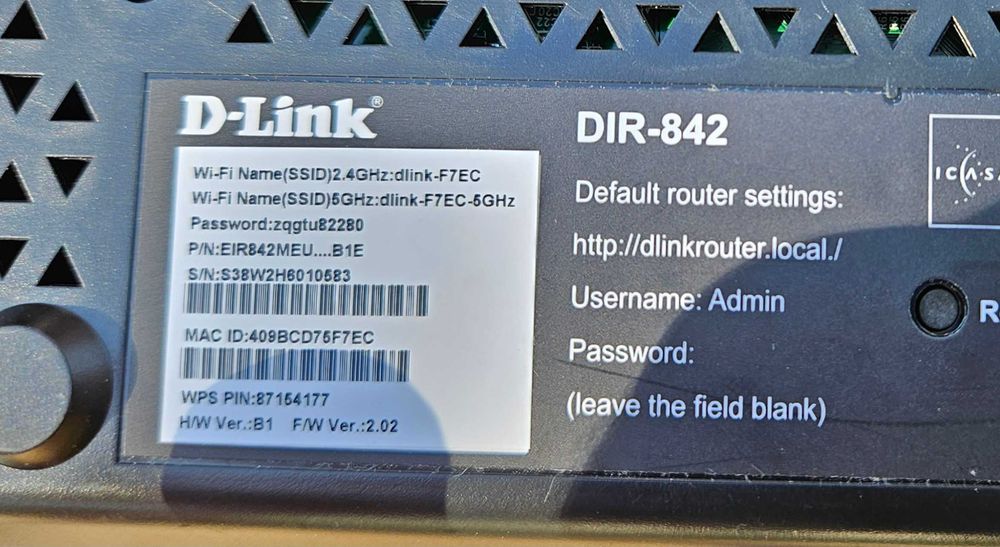 D-Link®
Wi-Fi Name(SSID)2.4GHz:dlink-F7EC
Wi-Fi Name(SSID)5GHz:dlink-F7EC-5GHz
Password:zqgtu82280
P/N:EIR842MEU....B1E
S/N:S38W2H6010583
MAC ID:409BCD75F7EC
WPS PIN:87154177
H/W Ver.:B1 F/W Ver.:2.02
DIR-842
Default router settings:
http://dlinkrouter.local./
Username: Admin
Password:
(leave the field blank)
ICASA
R